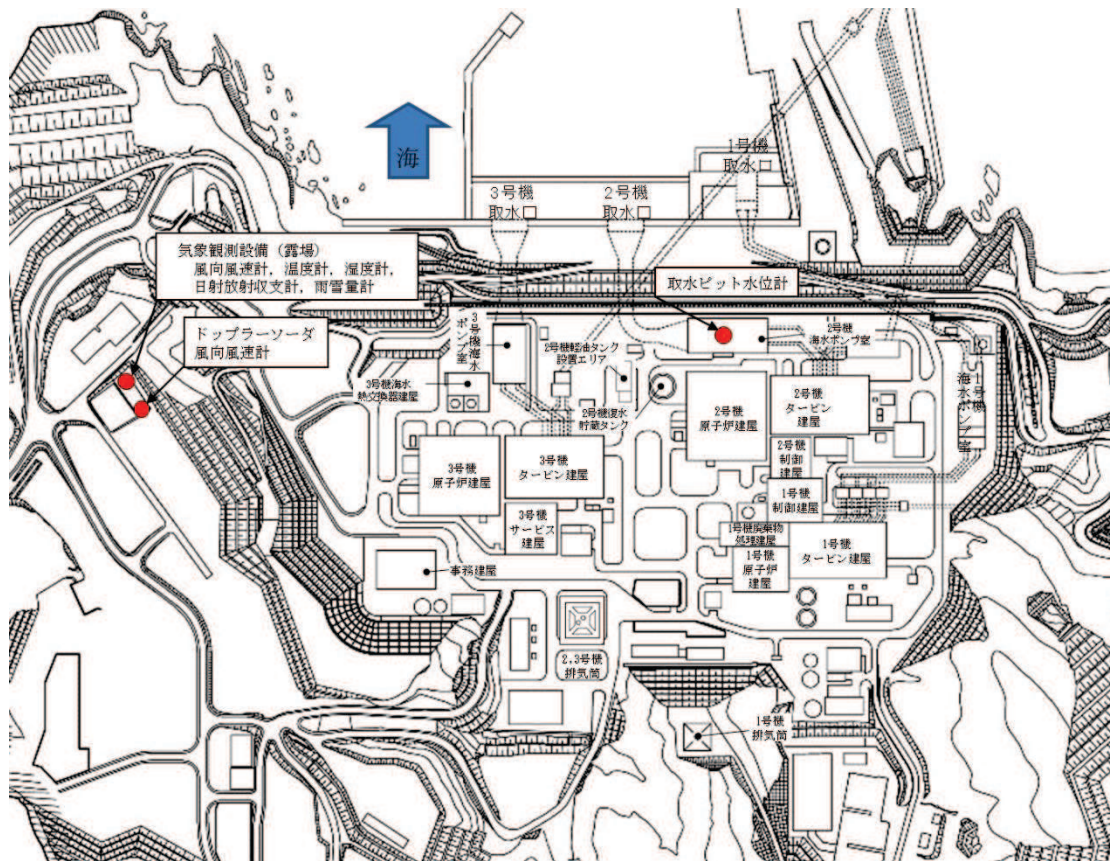 海
1号機
取水口
3号機
取水口
2号機
取水口
気象観測設備（露場）
風向風速計，温度計，湿度計，
日射放射収支計，雨雪量計
取水ピット水位計
ドップラーソーダ
風向風速計
3号機海水
ポンプ室
2号機軽油タンク
設置エリア
2号機
海水ポンプ室
1号機
海水ポンプ室
3号機海水
熱交換器建屋
2号機復水
貯蔵タンク
2号機
原子炉建屋
2号機
タービン
建屋
2号機
制御
建屋
3号機
原子炉建屋
3号機
タービン建屋
1号機
制御建屋
3号機
サービス
建屋
1号機廃棄物
処理建屋
1号機
原子炉
建屋
1号機
タービン建屋
事務建屋
2,3号機
排気筒
1号機
排気筒